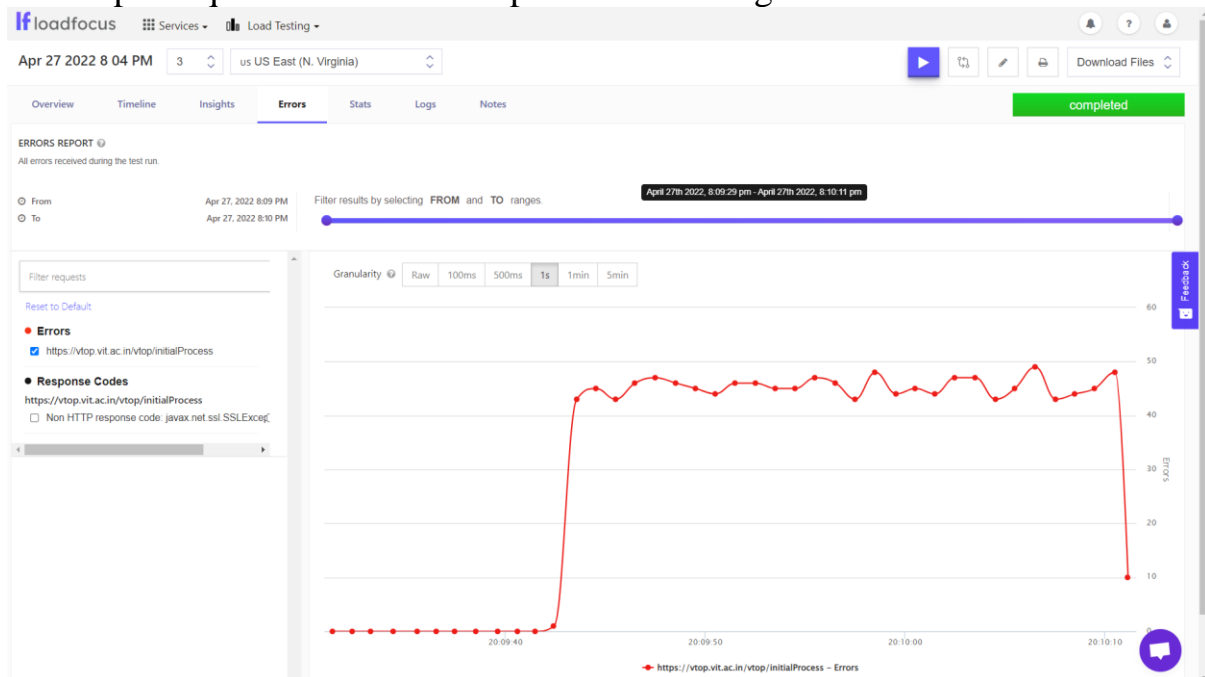 loadfocus Services Load Testing
Apr 27 2022 8 04 PM 3 us US East (N. Virginia) Download Files
Overview Timeline Insights Errors Stats Logs Notes completed
ERRORS REPORT
All errors received during the test run.
April 27th 2022, 8:09:29 pm - April 27th 2022, 8:10:11 pm
From Apr 27, 2022 8:09 PM Filter results by selecting FROM and TO ranges.
To Apr 27, 2022 8:10 PM
Filter requests
Reset to Default
Errors
https://vtop.vit.ac.in/vtop/initialProcess
Response Codes
https://vtop.vit.ac.in/vtop/initialProcess
Non HTTP response code: javax.net.ssl.SSLExcep
Granularity Raw 100ms 500ms 1s 1min 5min
60
50
40
30
20
10
0
Errors
20:09:40 20:09:50 20:10:00 20:10:10
https://vtop.vit.ac.in/vtop/initialProcess – Errors
Feedback